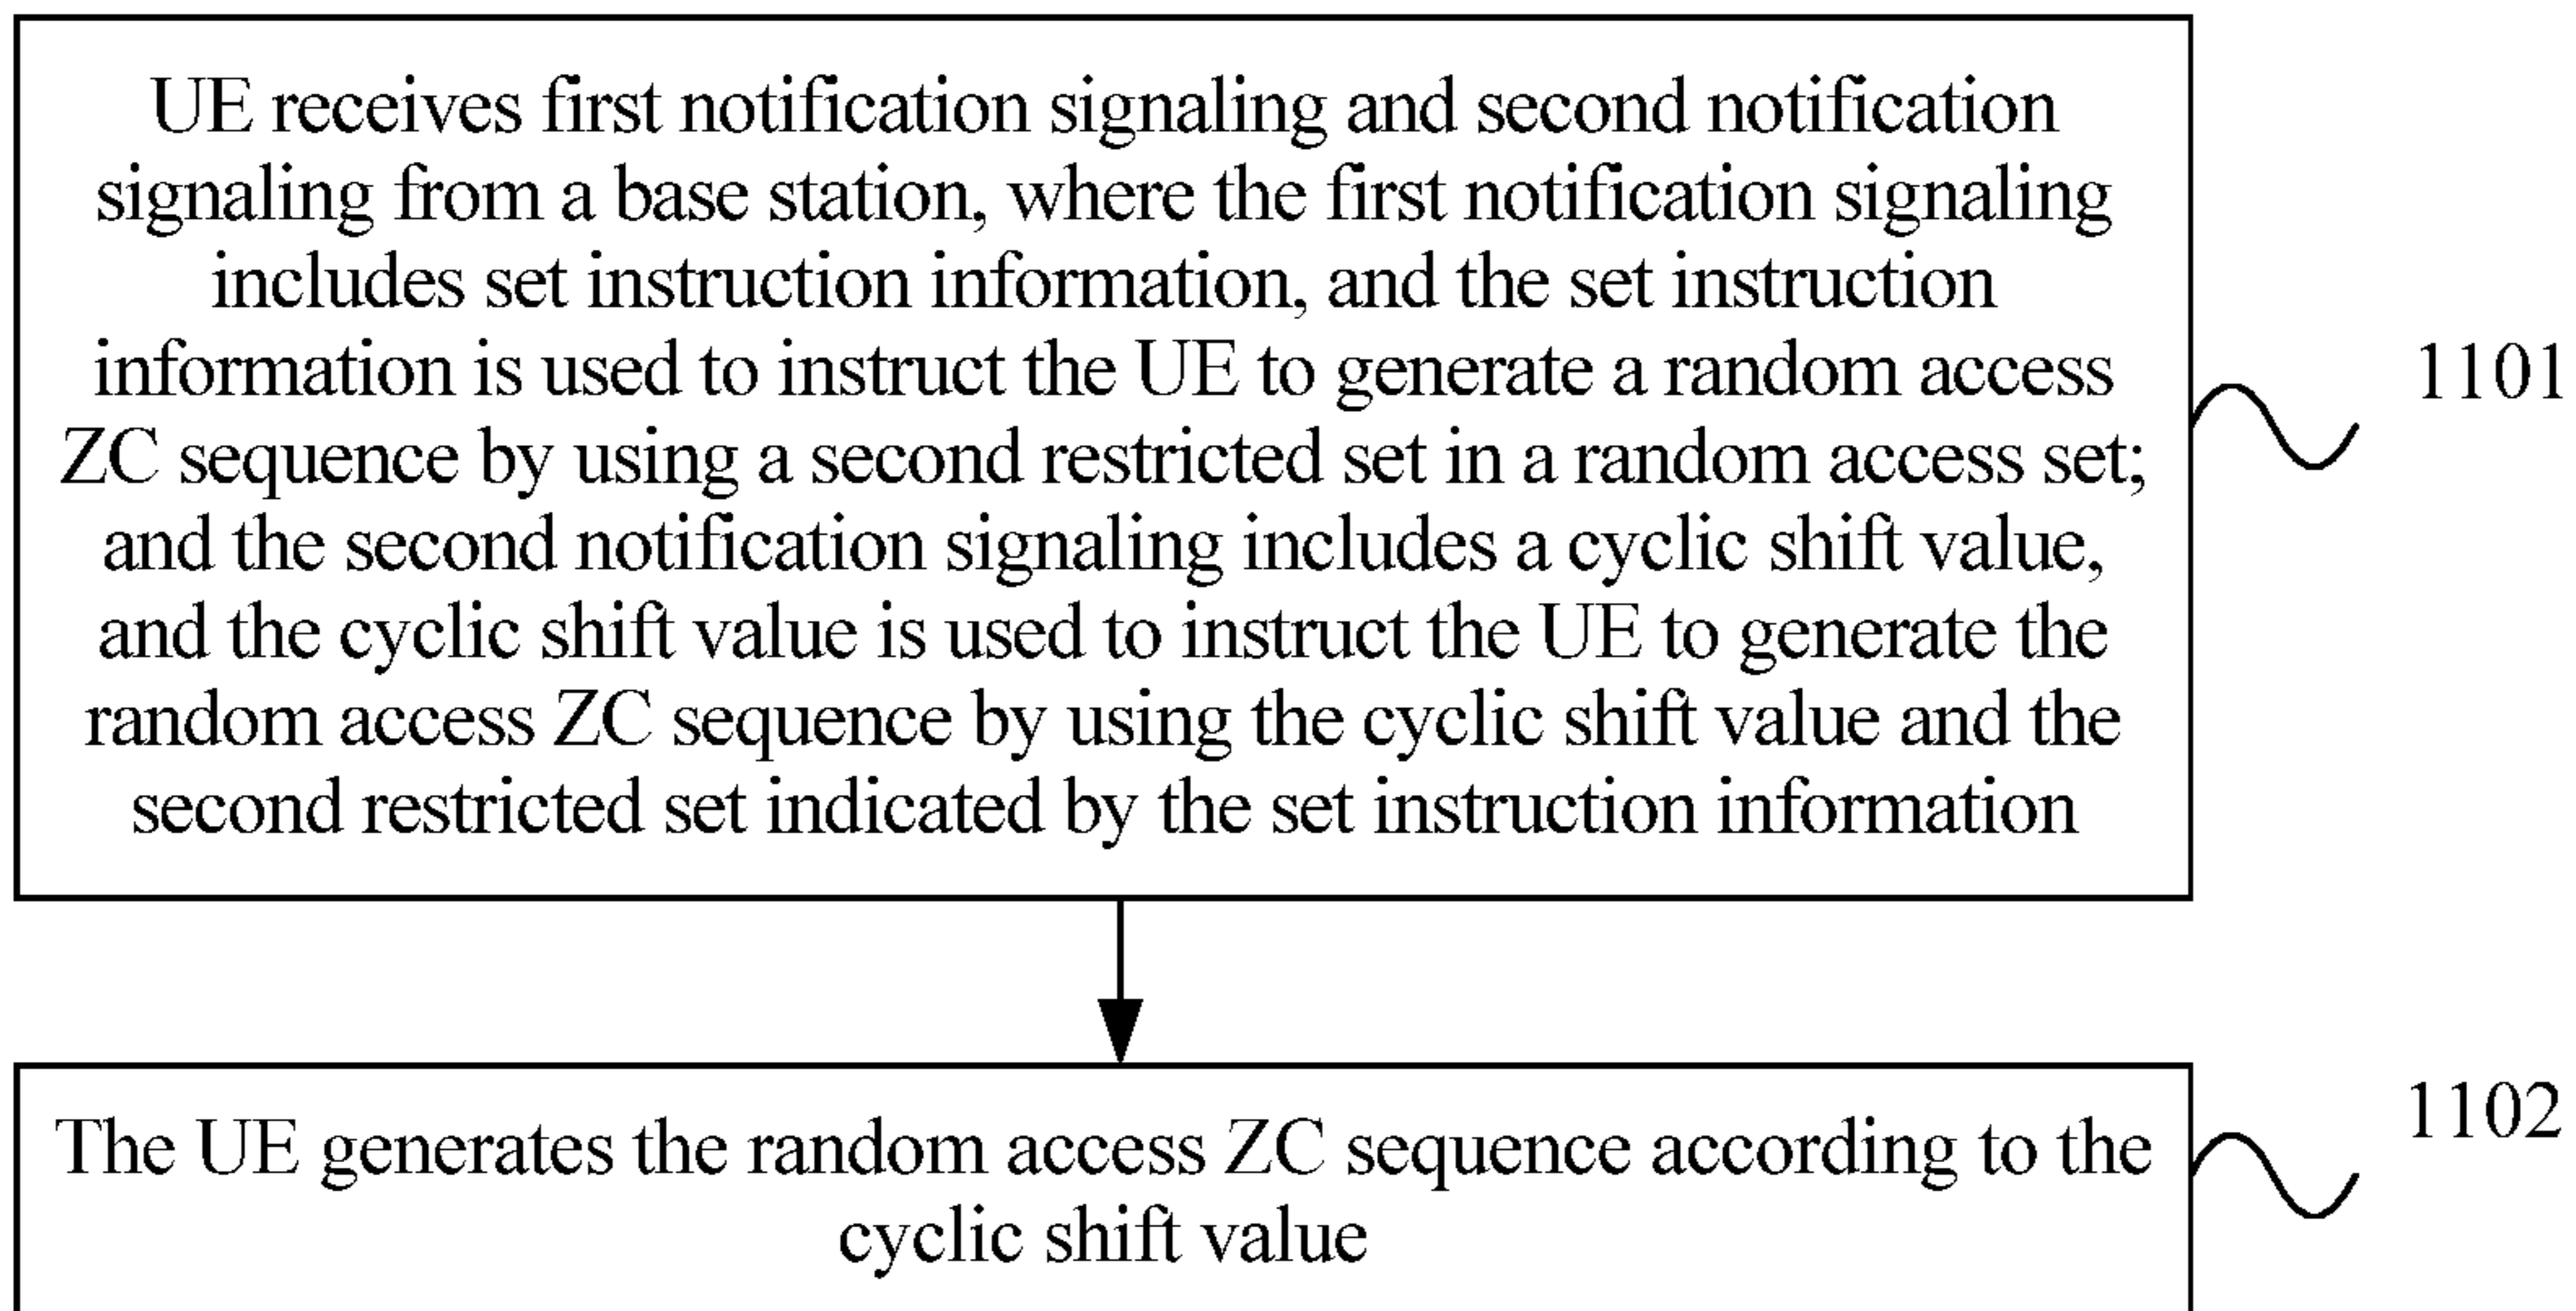 UE receives first notification signaling and second notification
signaling from a base station, where the first notification signaling
includes set instruction information, and the set instruction
information is used to instruct the UE to generate a random access
ZC sequence by using a second restricted set in a random access set;
and the second notification signaling includes a cyclic shift value,
and the cyclic shift value is used to instruct the UE to generate the
random access ZC sequence by using the cyclic shift value and the
second restricted set indicated by the set instruction information
1101
The UE generates the random access ZC sequence according to the
cyclic shift value
1102